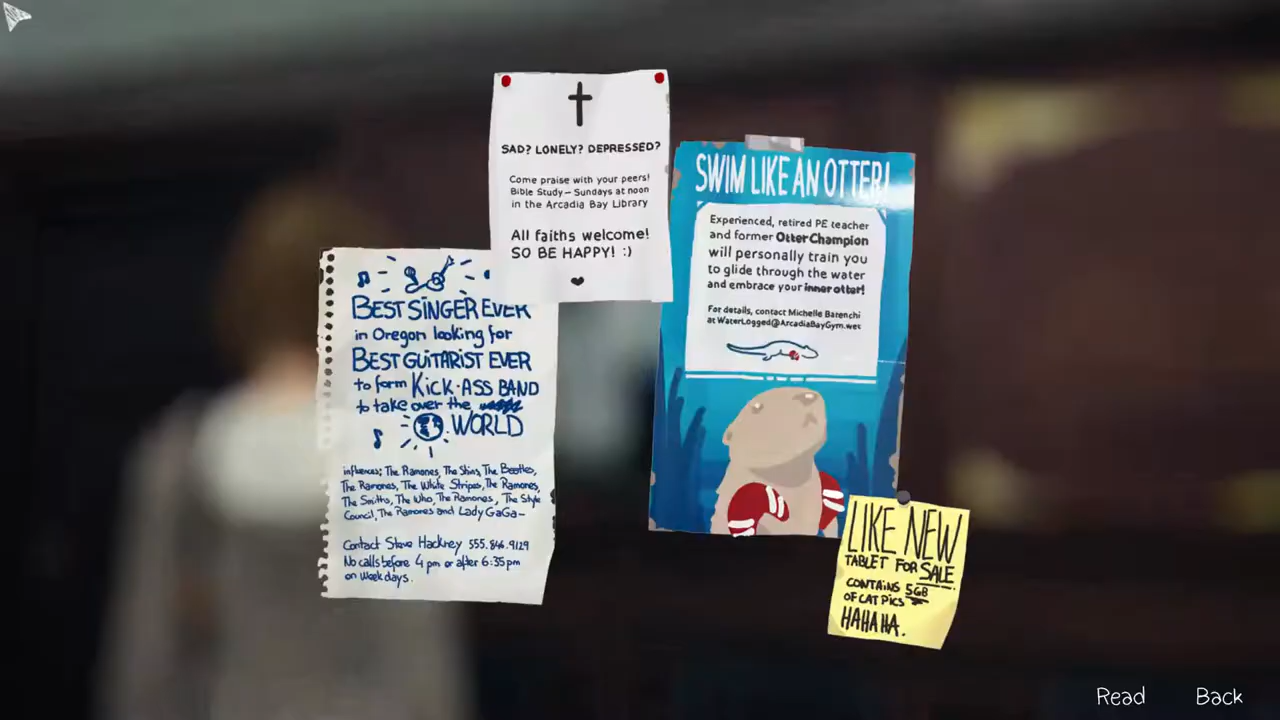 SAD? LONELY? DEPRESSED?
Come praise with your peers!
Bible Study – Sundays at noon
in the Arcadia Bay Library
All faiths welcome!
SO BE HAPPY! :)
SWIM LIKE AN OTTER!
Experienced, retired PE teacher
and former Otter Champion
will personally train you
to glide through the water
and embrace your inner otter!
For details, contact Michelle Barenchi
at WaterLogged@ArcadiaBayGym.wet
BEST SINGER EVER
in Oregon looking for
BEST GUITARIST EVER
to form KICK-ASS BAND
to take over the
WORLD
influences: The Ramones, The Shins, The Beatles,
The Ramones, The White Stripes, The Ramones,
The Smiths, The Who, The Ramones, The Style
Council, The Ramones and Lady GaGa–
Contact Steve Hackney 555.846.9129
No calls before 4 pm or after 6:35pm
on Weekdays.
LIKE NEW
TABLET FOR SALE
CONTAINS 5GB
OF CAT PICS
HAHAHA.
Read
Back